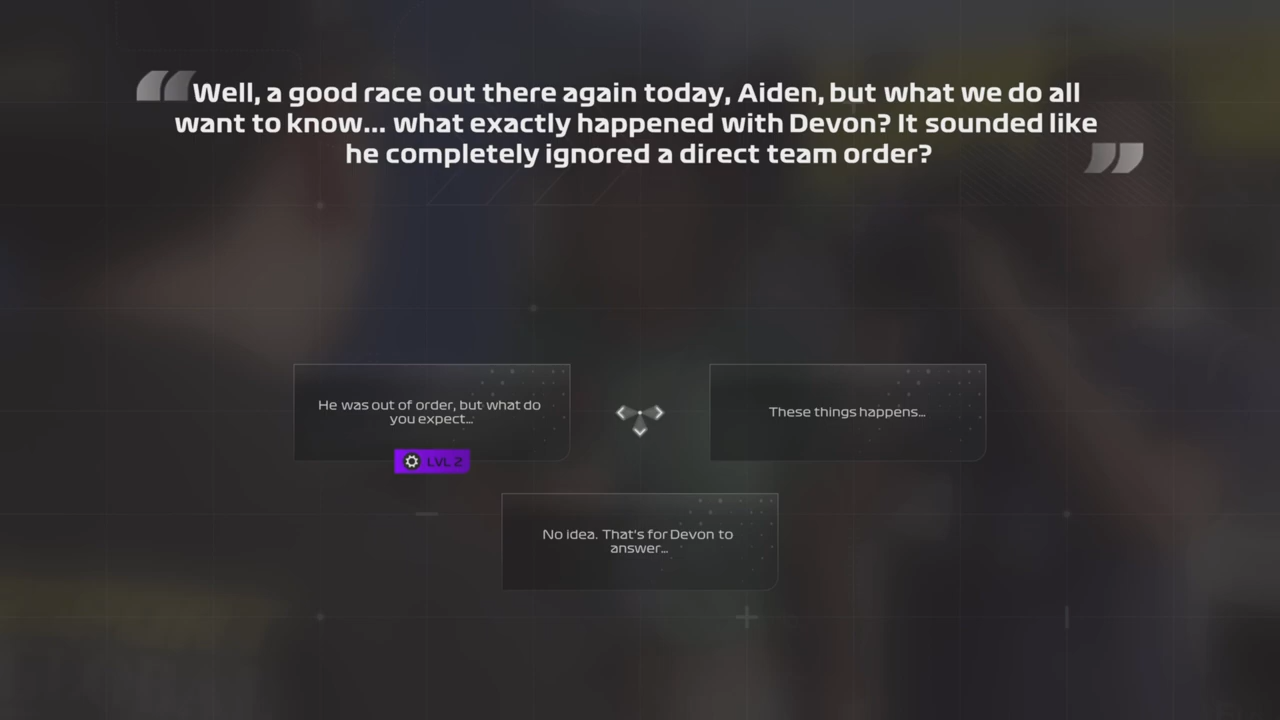 Well, a good race out there again today, Aiden, but what we do all
want to know... what exactly happened with Devon? It sounded like
he completely ignored a direct team order?
He was out of order, but what do
you expect...
These things happens...
LVL 2
No idea. That's for Devon to
answer...